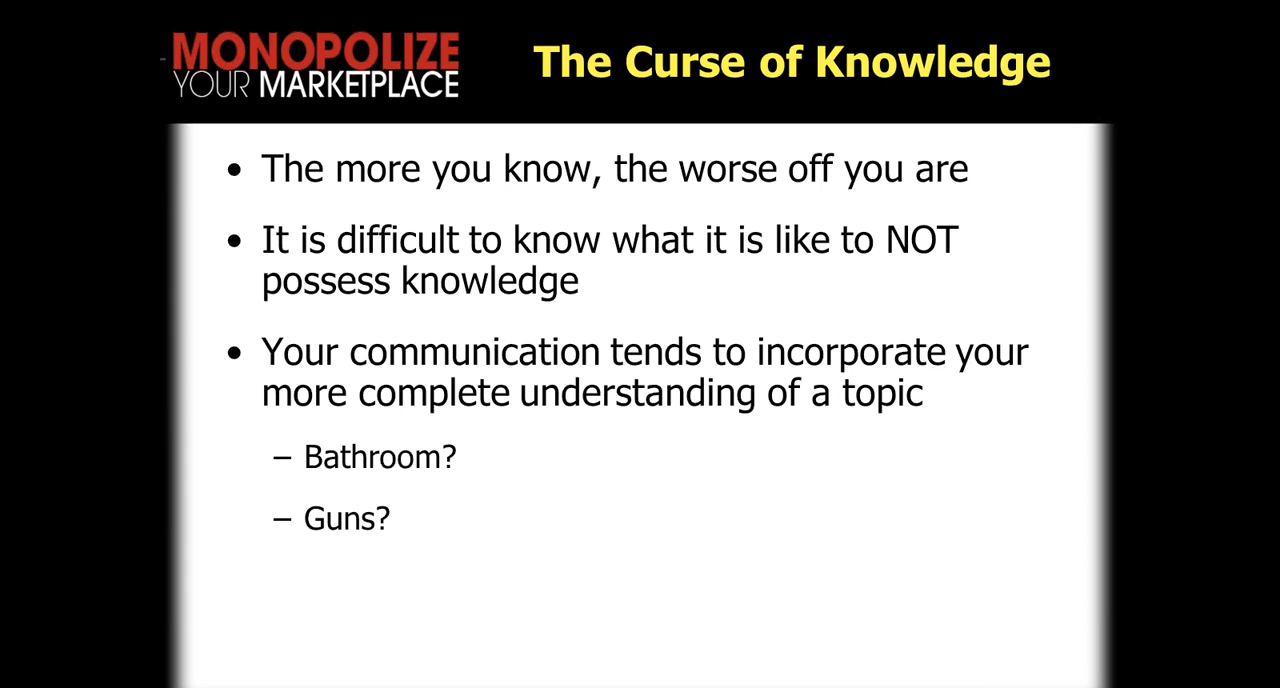 MONOPOLIZE
YOUR MARKETPLACE
The Curse of Knowledge
• The more you know, the worse off you are
• It is difficult to know what it is like to NOT
possess knowledge
• Your communication tends to incorporate your
more complete understanding of a topic
– Bathroom?
– Guns?